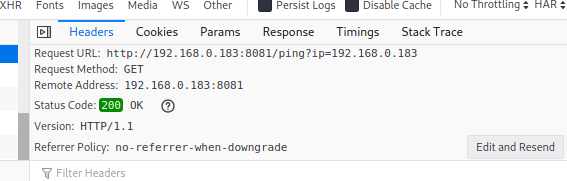 XHR Fonts Images Media WS Other Persist Logs Disable Cache No Throttling HAR
Headers Cookies Params Response Timings Stack Trace
Request URL: http://192.168.0.183:8081/ping?ip=192.168.0.183
Request Method: GET
Remote Address: 192.168.0.183:8081
Status Code: 200 OK ?
Version: HTTP/1.1
Referrer Policy: no-referrer-when-downgrade Edit and Resend
Filter Headers